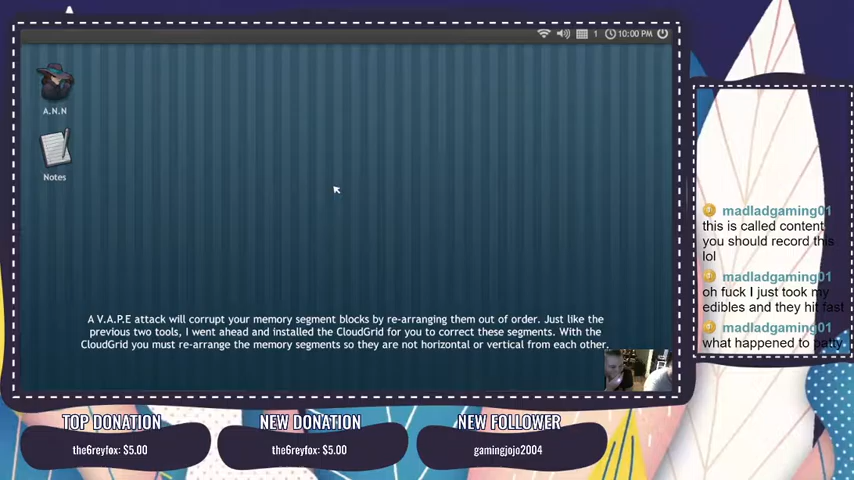 1 10:00 PM
A.N.N
Notes
A V.A.P.E attack will corrupt your memory segment blocks by re-arranging them out of order. Just like the
previous two tools, I went ahead and installed the CloudGrid for you to correct these segments. With the
CloudGrid you must re-arrange the memory segments so they are not horizontal or vertical from each other.
madladgaming01
this is called content
you should record this
lol
madladgaming01
oh fuck I just took my
edibles and they hit fast
madladgaming01
what happened to patty
TOP DONATION
the6reyfox: $5.00
NEW DONATION
the6reyfox: $5.00
NEW FOLLOWER
gamingjojo2004